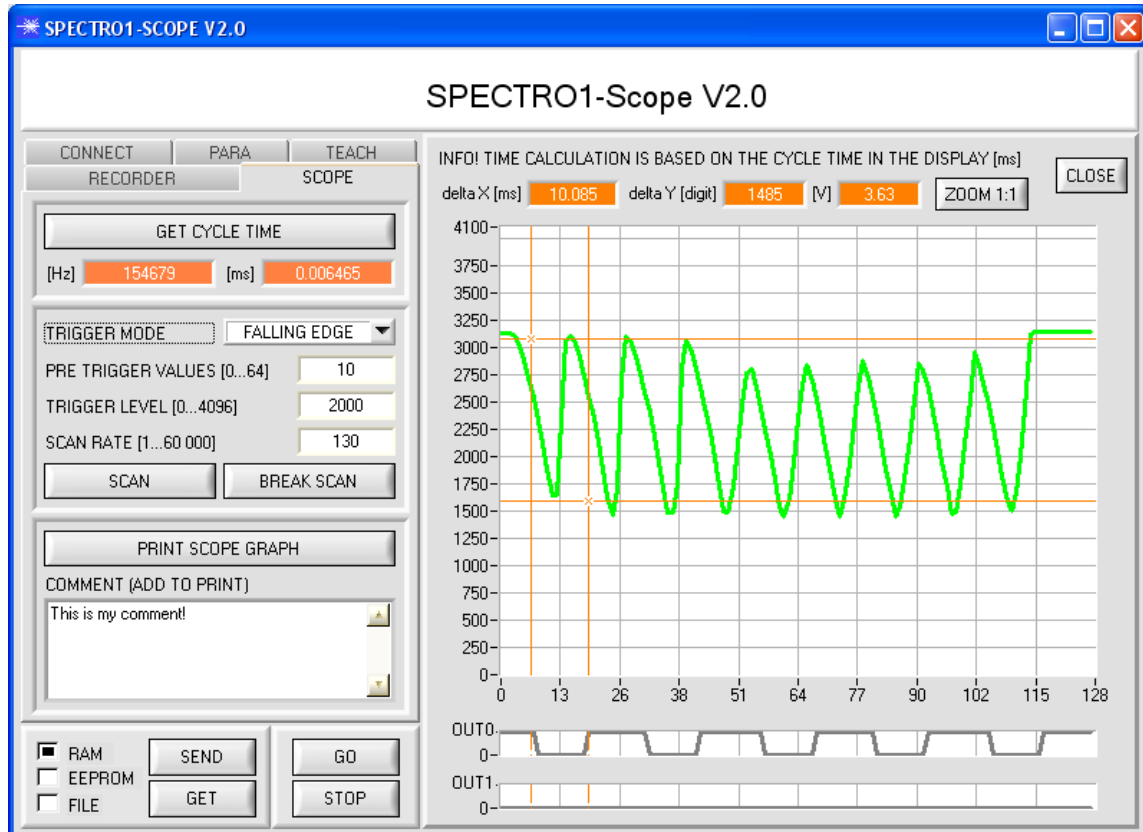 SPECTRO1-SCOPE V2.0
SPECTRO1-Scope V2.0
CONNECT PARA TEACH
RECORDER SCOPE
GET CYCLE TIME
[Hz] 154679 [ms] 0.006465
TRIGGER MODE FALLING EDGE
PRE TRIGGER VALUES [0...64] 10
TRIGGER LEVEL [0...4096] 2000
SCAN RATE [1...60 000] 130
SCAN BREAK SCAN
PRINT SCOPE GRAPH
COMMENT (ADD TO PRINT)
This is my comment!
RAM
EEPROM
FILE
SEND
GET
GO
STOP
INFO! TIME CALCULATION IS BASED ON THE CYCLE TIME IN THE DISPLAY [ms]
CLOSE
delta X [ms] 10.085 delta Y [digit] 1485 [V] 3.63 ZOOM 1:1
4100
3750
3500
3250
3000
2750
2500
2250
2000
1750
1500
1250
1000
750
500
250
0
0 13 26 38 51 64 77 90 102 115 128
OUT0
0
OUT1
0